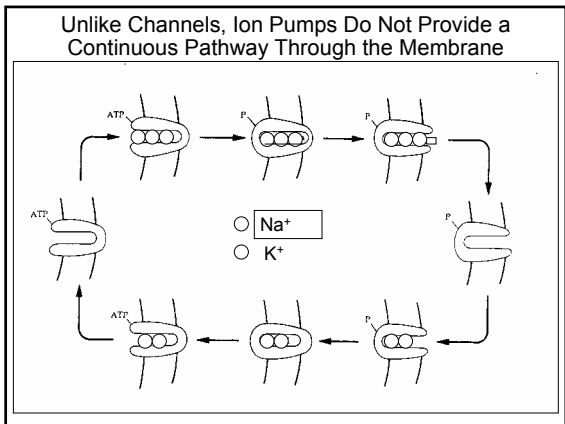 Unlike Channels, Ion Pumps Do Not Provide a
Continuous Pathway Through the Membrane
ATP
P
P
ATP
P
Na⁺
K⁺
ATP
P